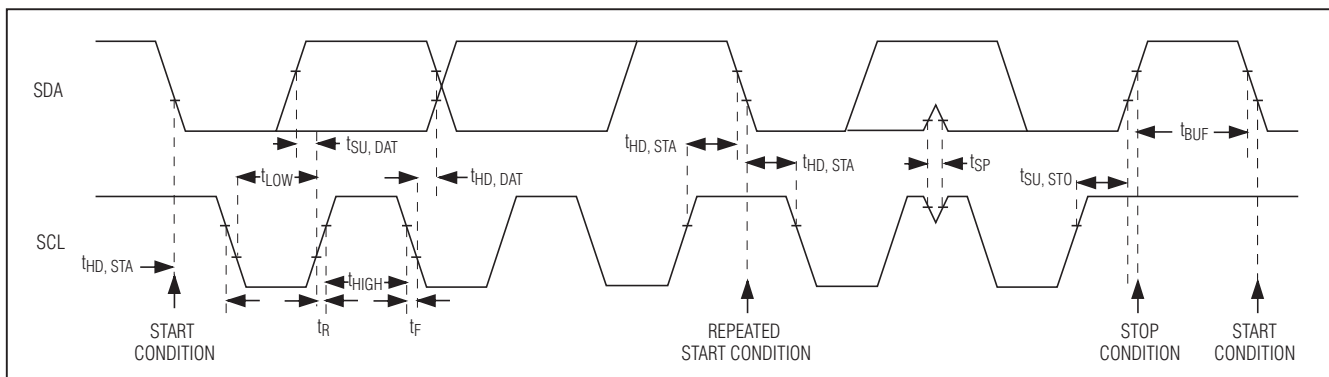 SDA
tSU, DAT
tHD, STA
tBUF
tLOW
tHD, DAT
tHD, STA
tSP
tSU, STO
SCL
tHD, STA
tHIGH
tR
tF
START
CONDITION
REPEATED
START CONDITION
STOP
CONDITION
START
CONDITION